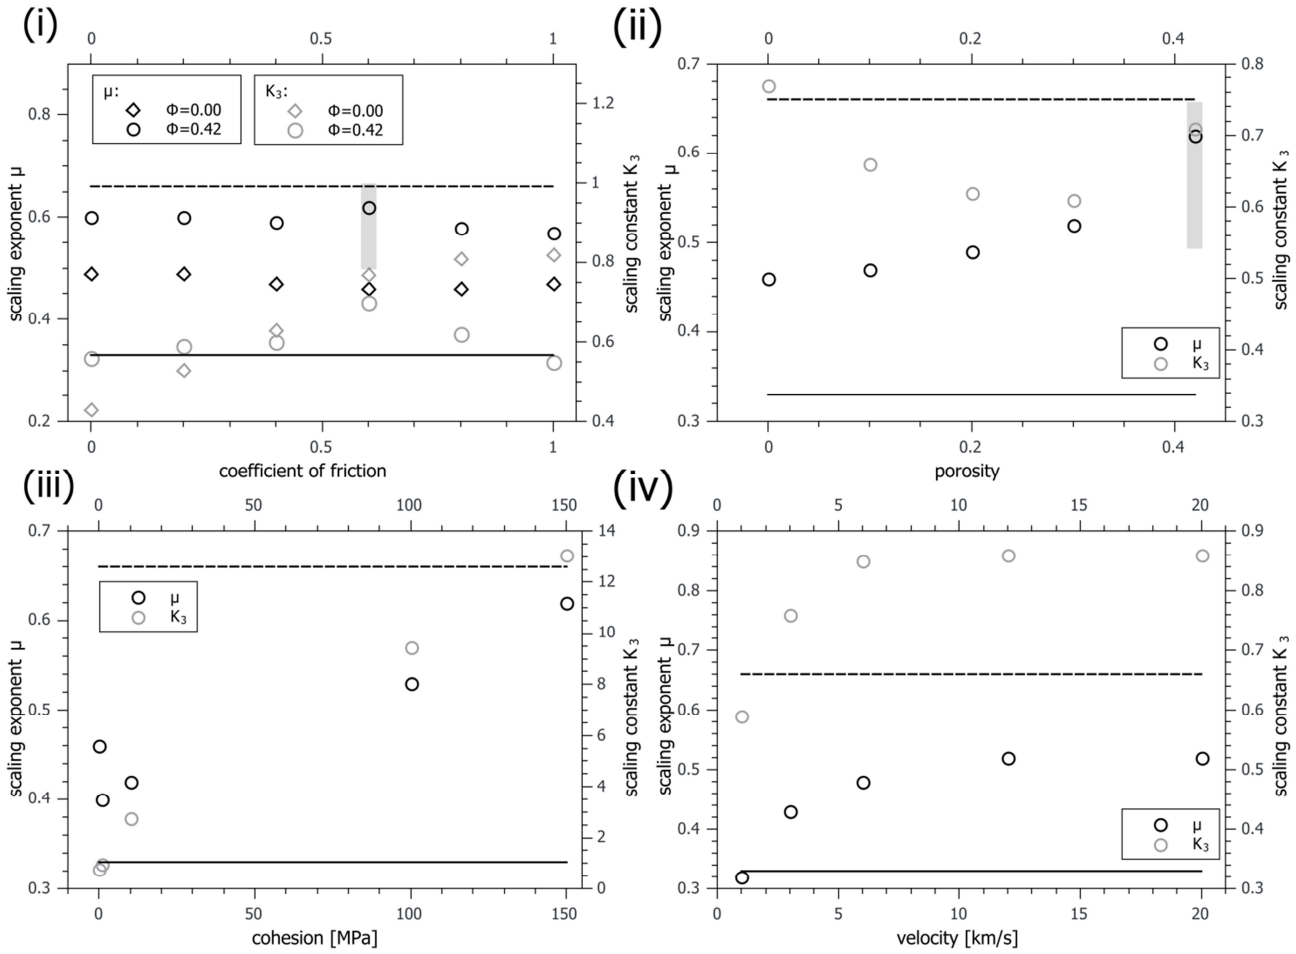 (i)
0 0.5 1
μ:
Φ=0.00
Φ=0.42
K3:
Φ=0.00
Φ=0.42
0.8
0.6
0.4
0.2
scaling exponent μ
1.2
1
0.8
0.6
0.4
scaling constant K3
0 0.5 1
coefficient of friction
(ii)
0 0.2 0.4
0.7
0.6
0.5
0.4
0.3
scaling exponent μ
0.8
0.7
0.6
0.5
0.4
0.3
scaling constant K3
μ
K3
0 0.2 0.4
porosity
(iii)
0 50 100 150
0.7
0.6
0.5
0.4
0.3
scaling exponent μ
μ
K3
14
12
10
8
6
4
2
0
scaling constant K3
0 50 100 150
cohesion [MPa]
(iv)
0 5 10 15 20
0.9
0.8
0.7
0.6
0.5
0.4
0.3
scaling exponent μ
0.9
0.8
0.7
0.6
0.5
0.4
0.3
scaling constant K3
μ
K3
0 5 10 15 20
velocity [km/s]